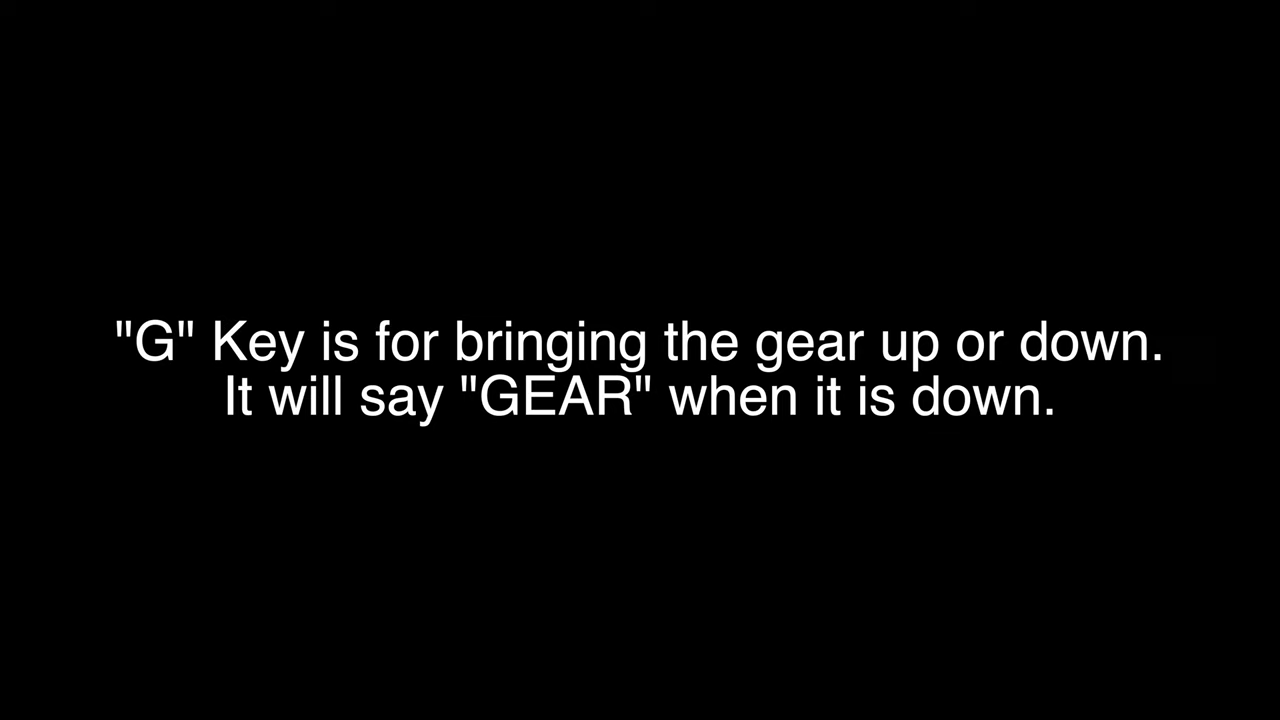 "G" Key is for bringing the gear up or down.
It will say "GEAR" when it is down.